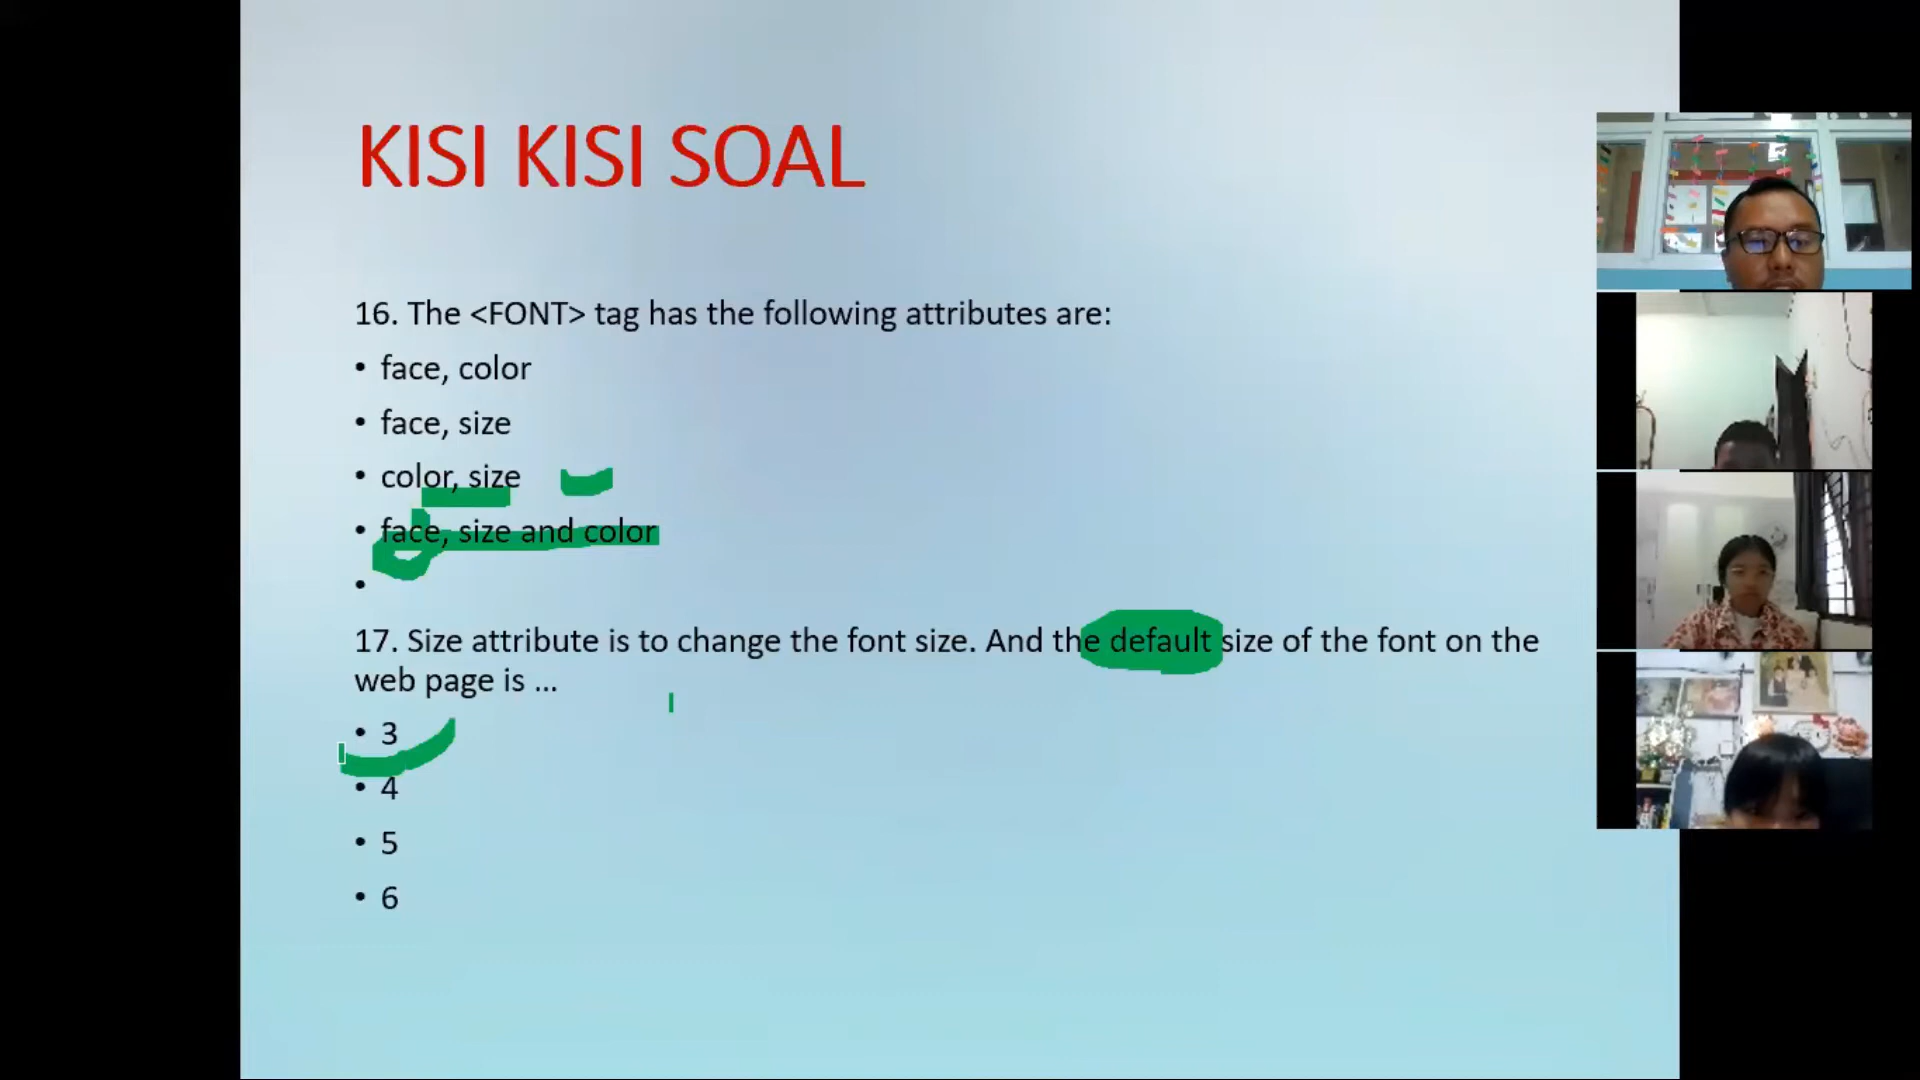 KISI KISI SOAL
16. The <FONT> tag has the following attributes are:
• face, color
• face, size
• color, size
• face, size and color
•
17. Size attribute is to change the font size. And the default size of the font on the
web page is ...
• 3
• 4
• 5
• 6